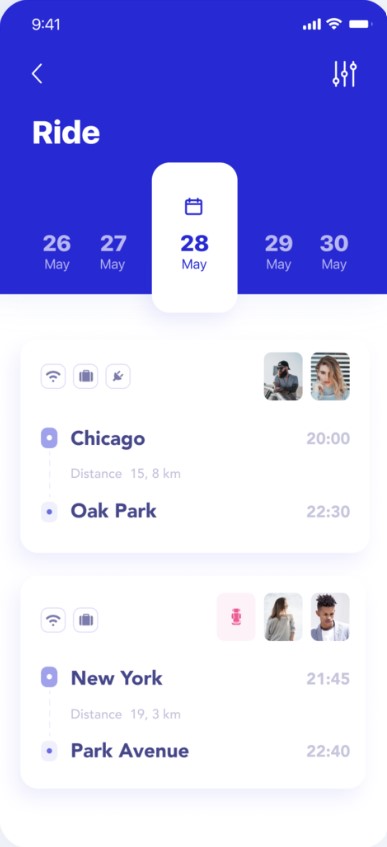 9:41
Ride
26 27 28 29 30
May May May May May
Chicago 20:00
Distance 15, 8 km
Oak Park 22:30
New York 21:45
Distance 19, 3 km
Park Avenue 22:40